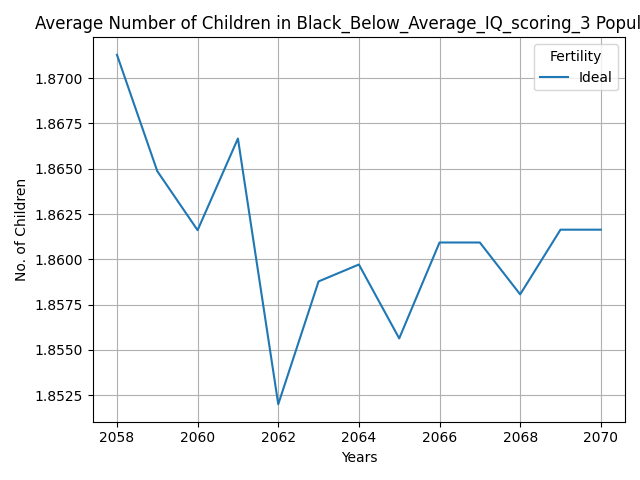 Average Number of Children in Black_Below_Average_IQ_scoring_3 Popul
Fertility
Ideal
1.8700
1.8675
1.8650
1.8625
1.8600
1.8575
1.8550
1.8525
No. of Children
2058 2060 2062 2064 2066 2068 2070
Years